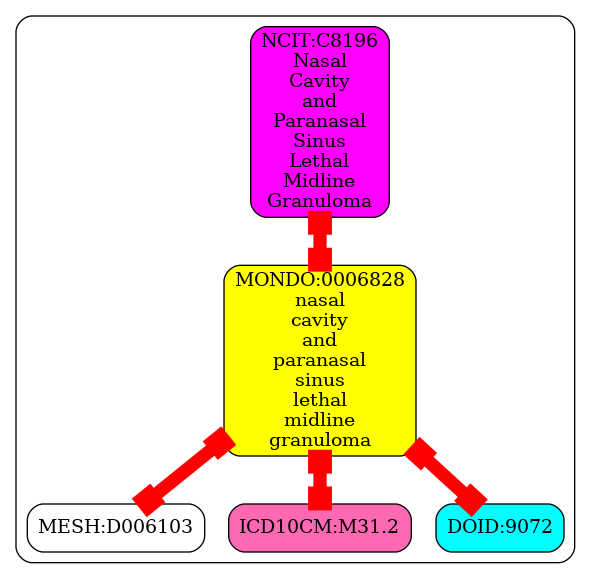 NCIT:C8196
Nasal
Cavity
and
Paranasal
Sinus
Lethal
Midline
Granuloma
MONDO:0006828
nasal
cavity
and
paranasal
sinus
lethal
midline
granuloma
MESH:D006103
ICD10CM:M31.2
DOID:9072